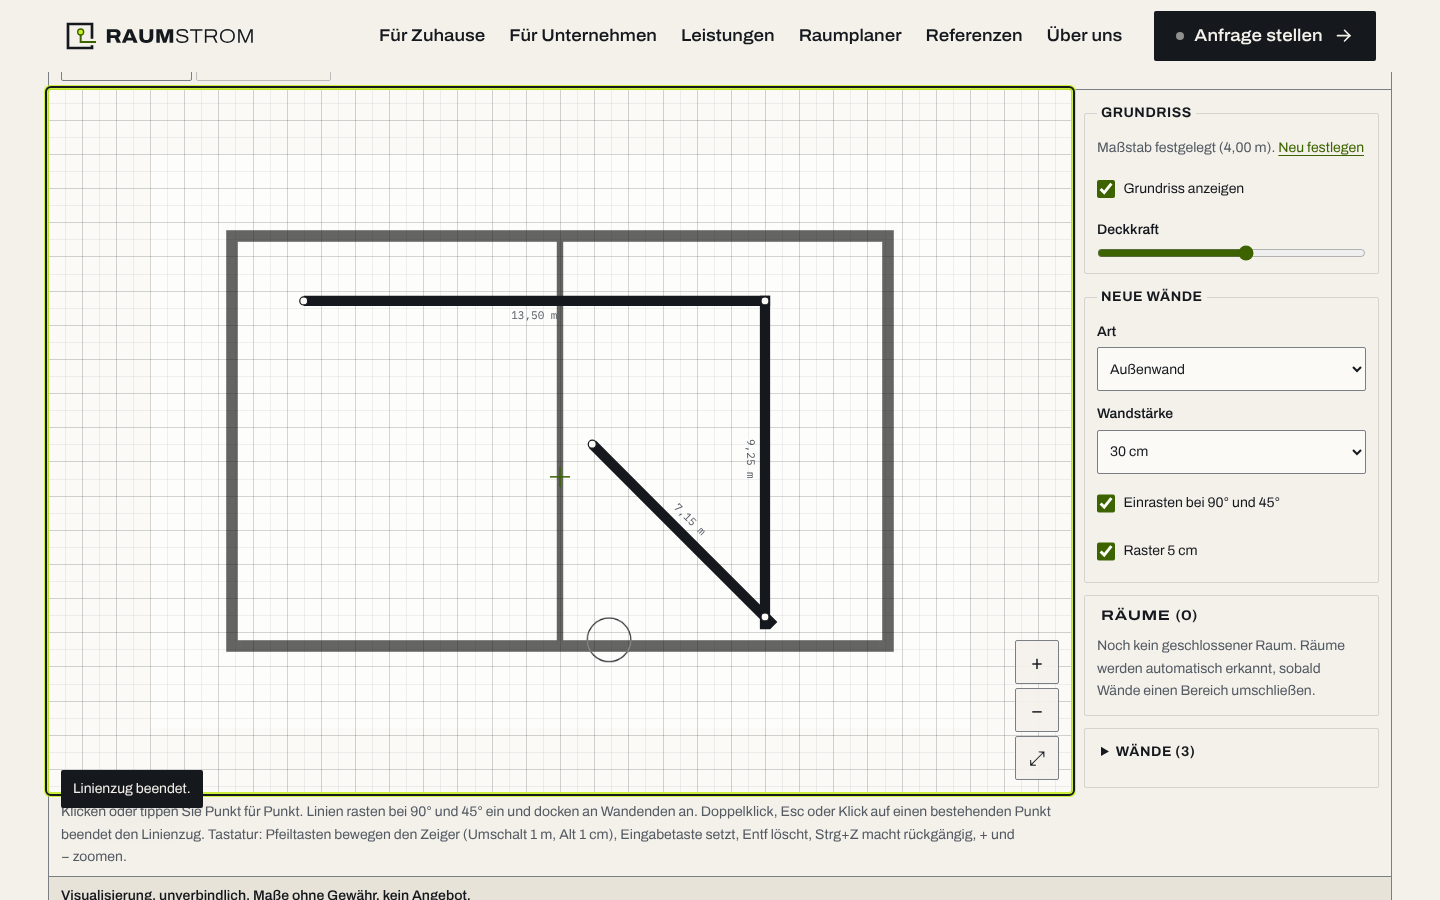 RAUMSTROM
Für Zuhause
Für Unternehmen
Leistungen
Raumplaner
Referenzen
Über uns
Anfrage stellen
13,50 m
9,25 m
7,15 m
+
−
Linienzug beendet.
GRUNDRISS
Maßstab festgelegt (4,00 m). Neu festlegen
Grundriss anzeigen
Deckkraft
NEUE WÄNDE
Art
Außenwand
Wandstärke
30 cm
Einrasten bei 90° und 45°
Raster 5 cm
RÄUME (0)
Noch kein geschlossener Raum. Räume
werden automatisch erkannt, sobald
Wände einen Bereich umschließen.
WÄNDE (3)
Klicken oder tippen Sie Punkt für Punkt. Linien rasten bei 90° und 45° ein und docken an Wandenden an. Doppelklick, Esc oder Klick auf einen bestehenden Punkt
beendet den Linienzug. Tastatur: Pfeiltasten bewegen den Zeiger (Umschalt 1 m, Alt 1 cm), Eingabetaste setzt, Entf löscht, Strg+Z macht rückgängig, + und
− zoomen.
Visualisierung, unverbindlich. Maße ohne Gewähr, kein Angebot.